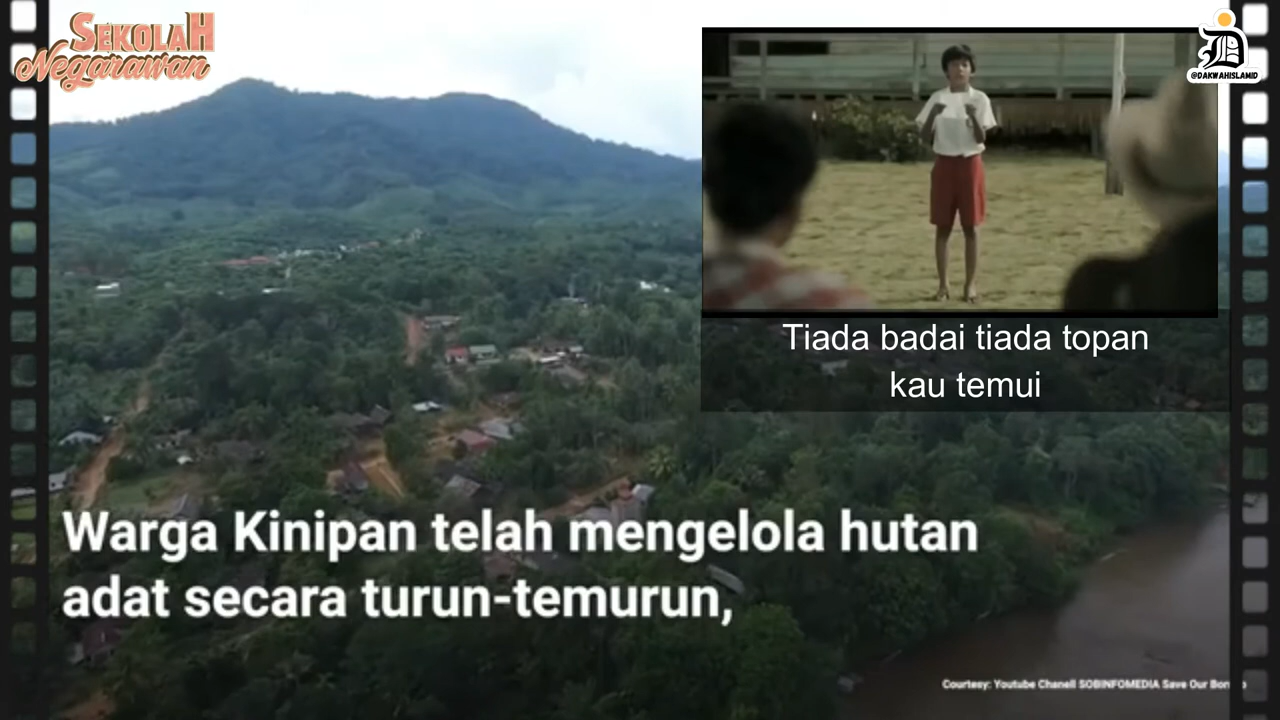 SEKOLAH
Negarawan
@DAKWAHISLAMID
Tiada badai tiada topan
kau temui
Warga Kinipan telah mengelola hutan
adat secara turun-temurun,
Courtesy: Youtube Chanell SOBINFOMEDIA Save Our